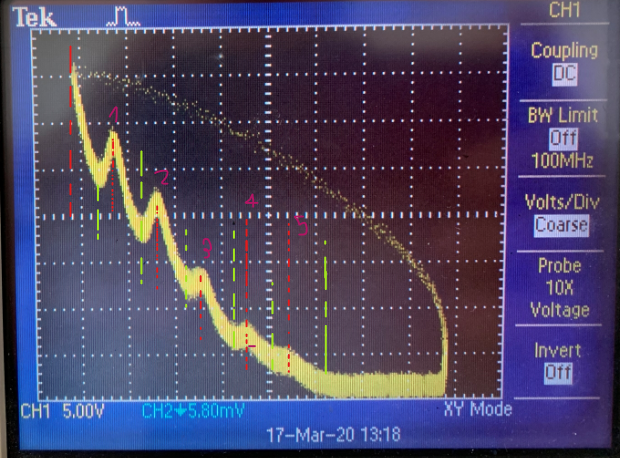 Tek
CH1
Coupling
DC
BW Limit
Off
100MHz
Volts/Div
Coarse
Probe
10X
Voltage
Invert
Off
1
2
3
4
5
CH1 5.00V CH2 5.80mV XY Mode
17-Mar-20 13:18